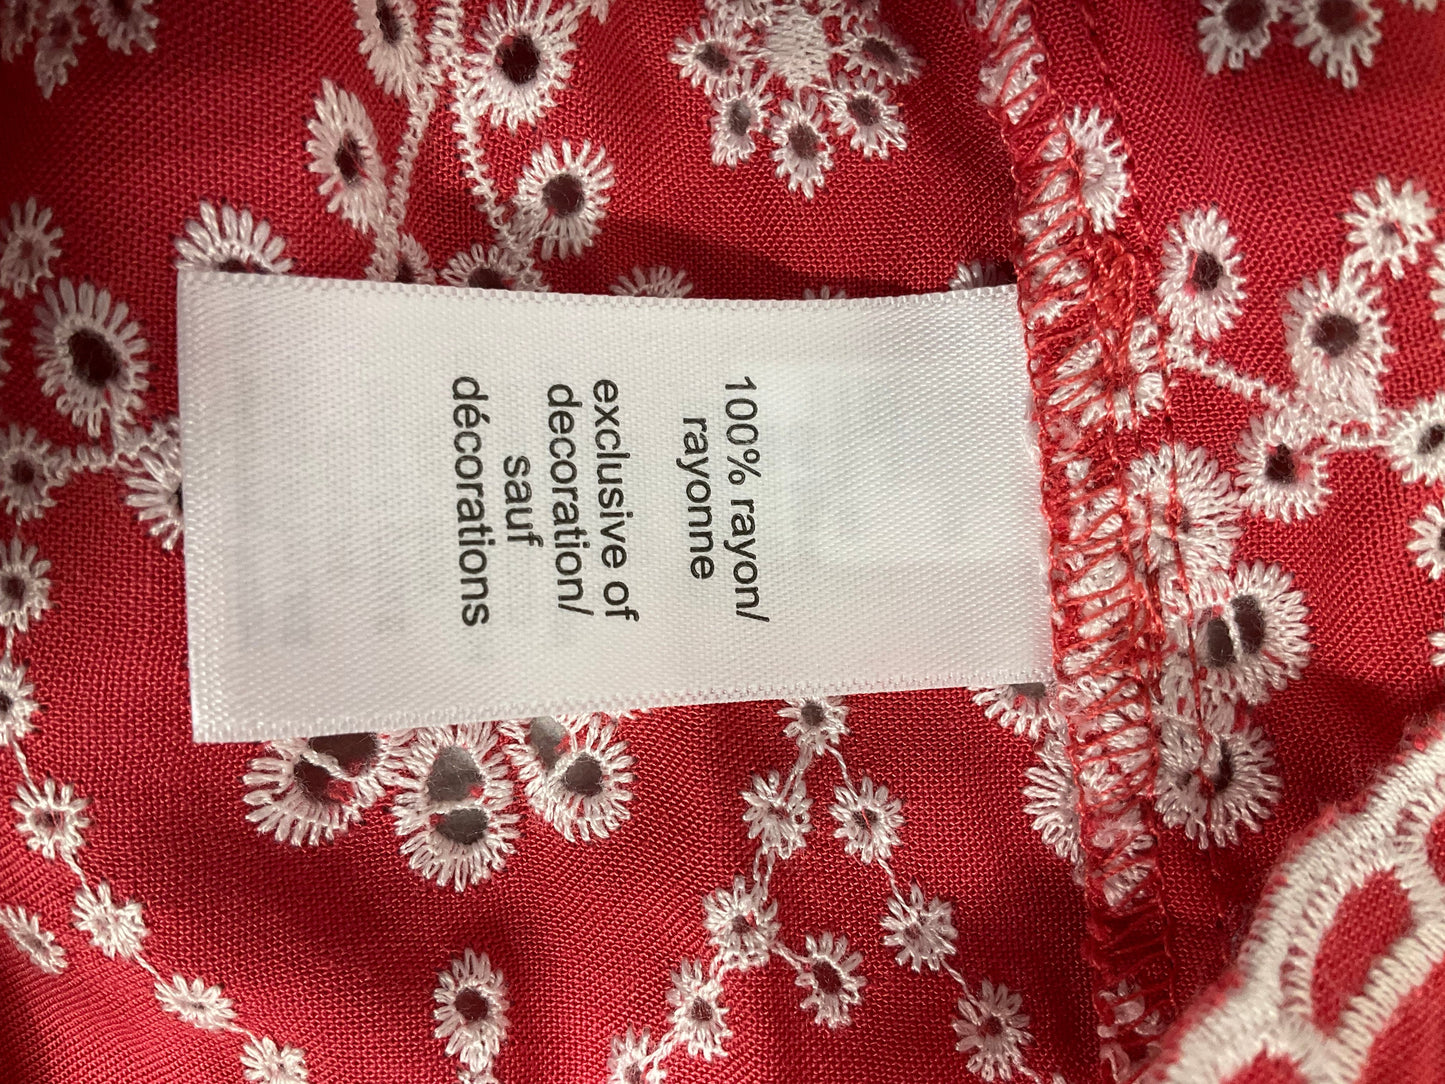 100% rayon/
rayonne
exclusive of
decoration/
sauf
décorations